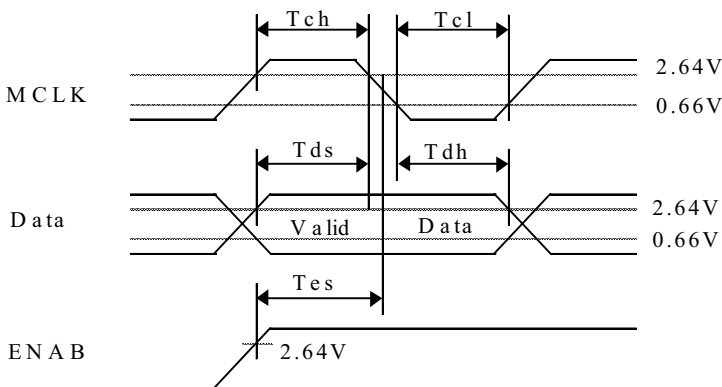 Tch Tcl
2.64V
MCLK
0.66V
Tds Tdh
Data
2.64V
Valid Data
0.66V
Tes
ENAB
2.64V